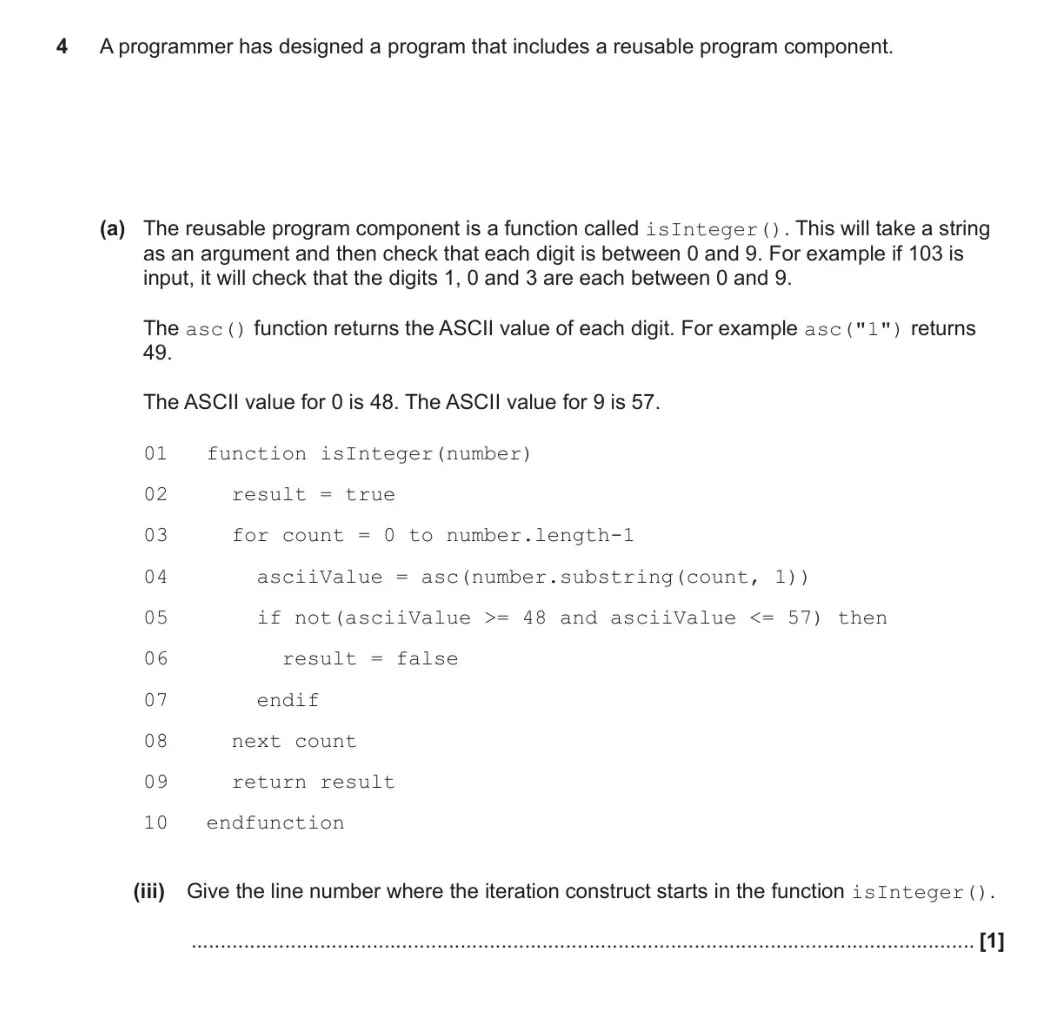 4 A programmer has designed a program that includes a reusable program component.
(a) The reusable program component is a function called isInteger(). This will take a string
as an argument and then check that each digit is between 0 and 9. For example if 103 is
input, it will check that the digits 1, 0 and 3 are each between 0 and 9.
The asc() function returns the ASCII value of each digit. For example asc("1") returns
49.
The ASCII value for 0 is 48. The ASCII value for 9 is 57.
01 function isInteger(number)
02 result = true
03 for count = 0 to number.length-1
04 asciiValue = asc(number.substring(count, 1))
05 if not(asciiValue >= 48 and asciiValue <= 57) then
06 result = false
07 endif
08 next count
09 return result
10 endfunction
(iii) Give the line number where the iteration construct starts in the function isInteger().
.......................................................................................................................................... [1]